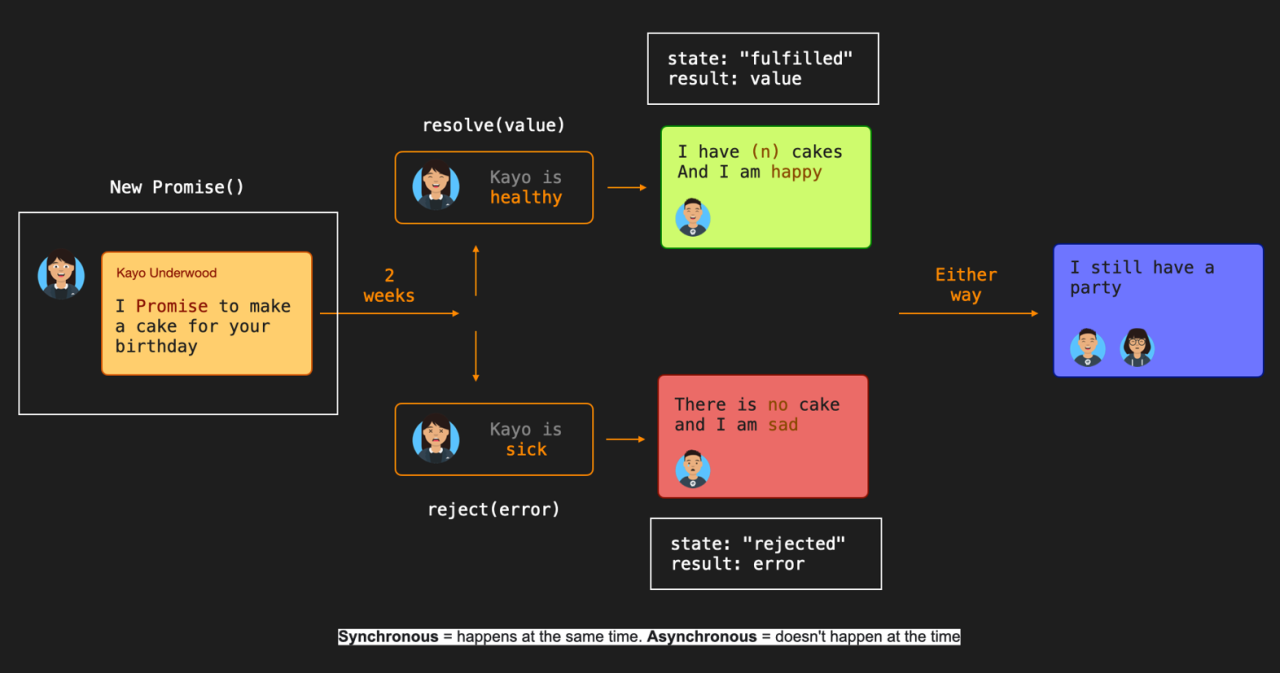 New Promise()
Kayo Underwood
I Promise to make
a cake for your
birthday
2
weeks
resolve(value)
Kayo is
healthy
state: "fulfilled"
result: value
I have (n) cakes
And I am happy
Kayo is
sick
reject(error)
There is no cake
and I am sad
state: "rejected"
result: error
Either
way
I still have a
party
Synchronous = happens at the same time. Asynchronous = doesn't happen at the time